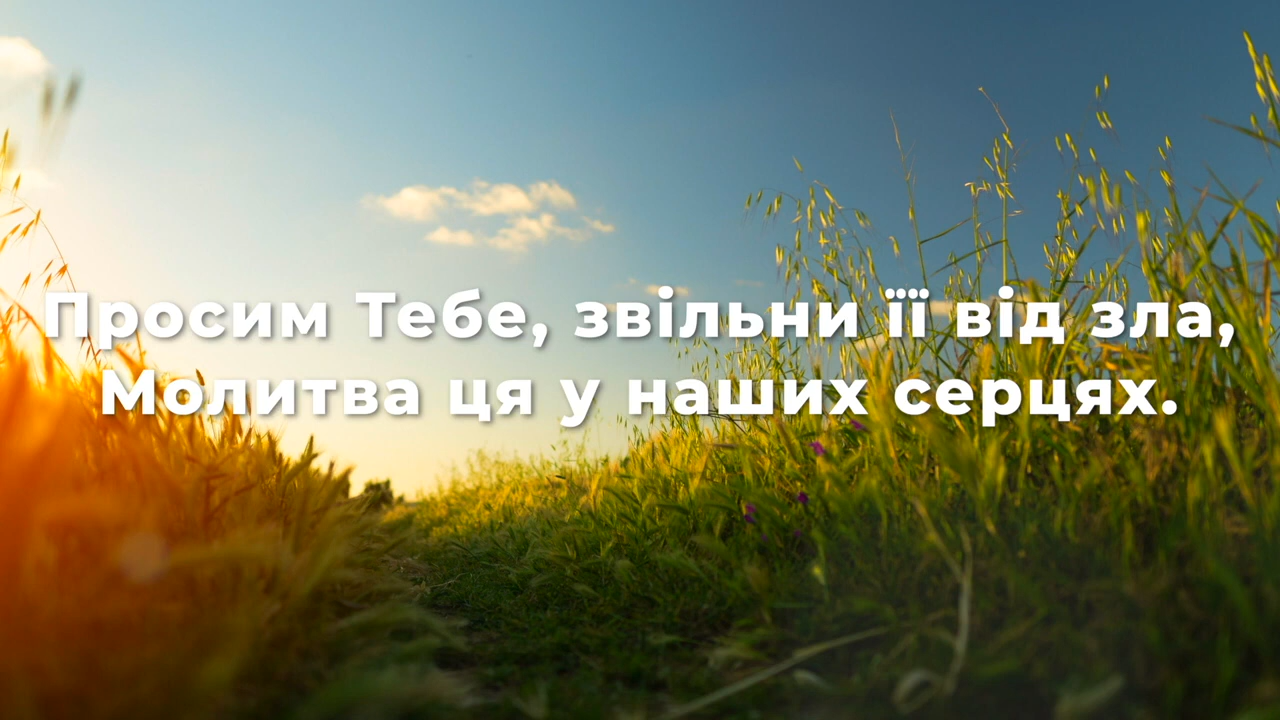 Просим Тебе, звільни її від зла,
Молитва ця у наших серцях.